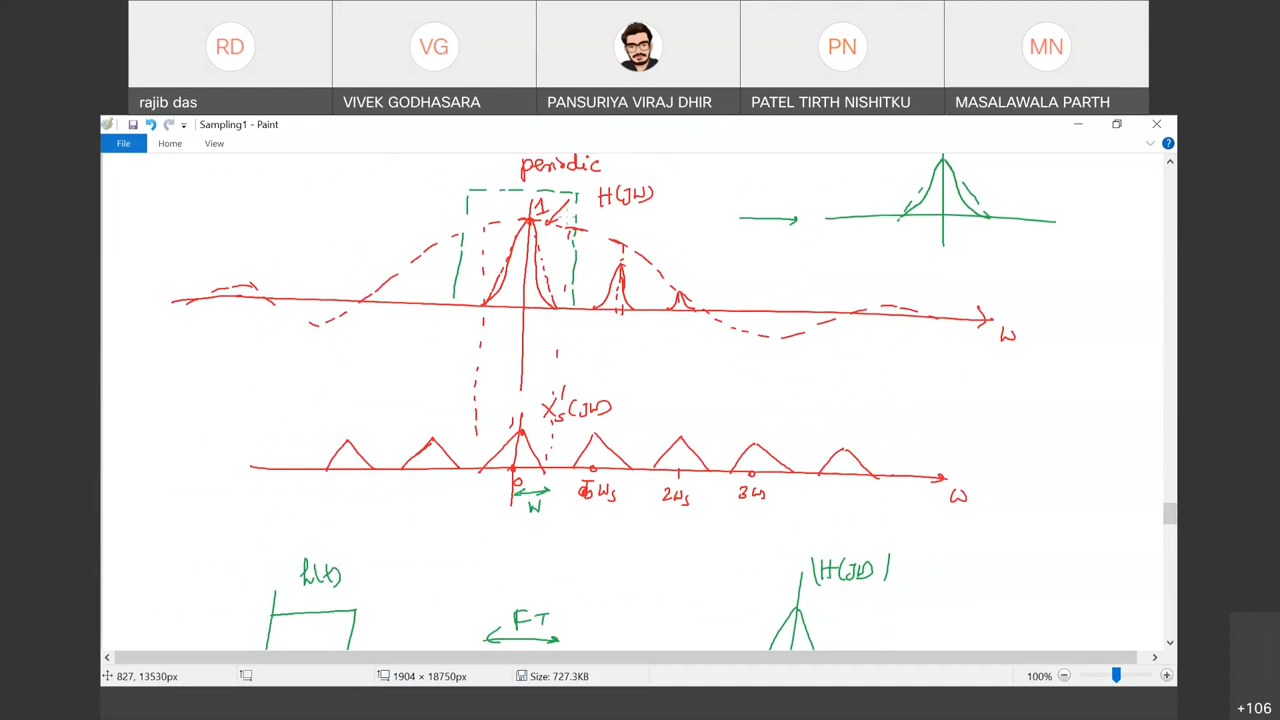 RD
VG
PN
MN
rajib das
VIVEK GODHASARA
PANSURIYA VIRAJ DHIR
PATEL TIRTH NISHITKU
MASALAWALA PARTH
Sampling1 - Paint
File
Home
View
periodic
1
H(jω)
ω
Xs'(jω)
0
ωs
2ωs
3ω
W
ω
h(t)
FT
|H(jω)|
827, 13530px
1904 × 18750px
Size: 727.3KB
100%
+106